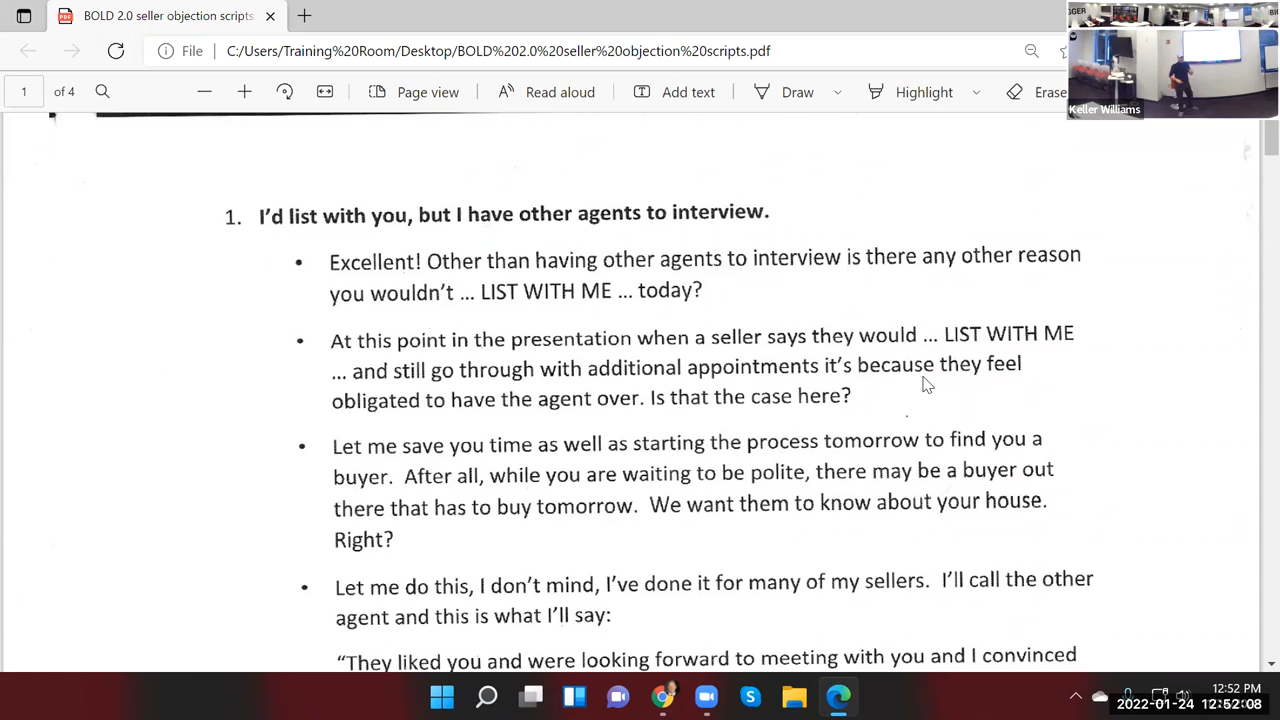 BOLD 2.0 seller objection scripts
File
C:/Users/Training%20Room/Desktop/BOLD%202.0%20seller%20objection%20scripts.pdf
1 of 4
Page view
Read aloud
Add text
Draw
Highlight
Erase
Keller Williams
1. I'd list with you, but I have other agents to interview.
• Excellent! Other than having other agents to interview is there any other reason
you wouldn't ... LIST WITH ME ... today?
• At this point in the presentation when a seller says they would ... LIST WITH ME
... and still go through with additional appointments it's because they feel
obligated to have the agent over. Is that the case here?
• Let me save you time as well as starting the process tomorrow to find you a
buyer. After all, while you are waiting to be polite, there may be a buyer out
there that has to buy tomorrow. We want them to know about your house.
Right?
• Let me do this, I don't mind, I've done it for many of my sellers. I'll call the other
agent and this is what I'll say:
“They liked you and were looking forward to meeting with you and I convinced
12:52 PM
2022-01-24 12:52:08